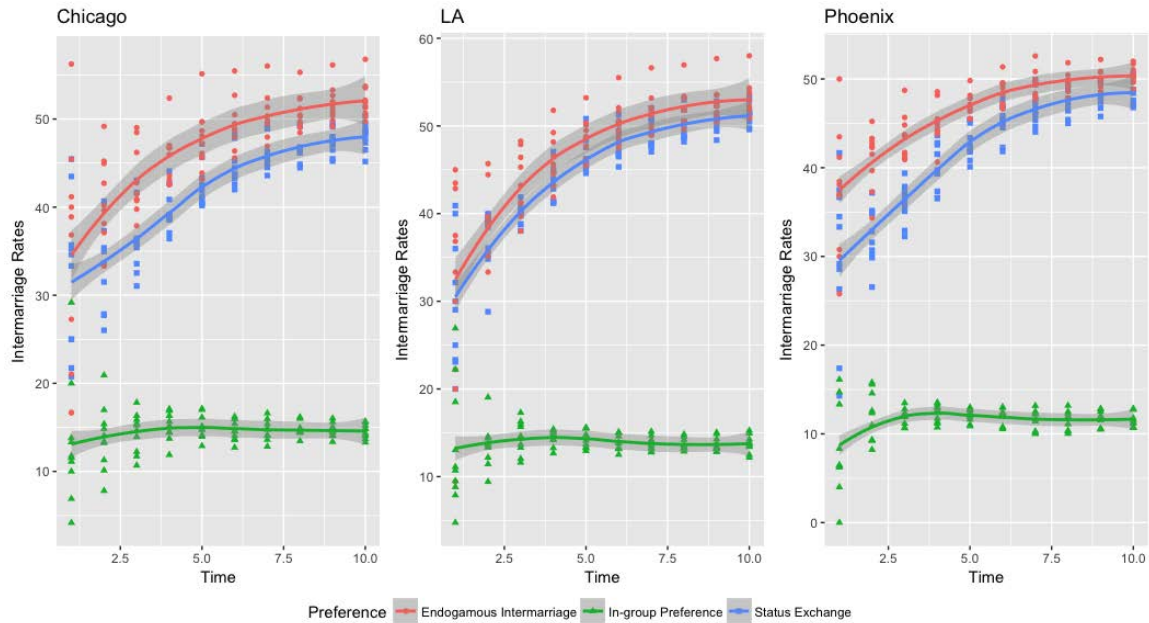 Chicago
LA
Phoenix
Intermarriage Rates
50
40
30
20
10
2.5
5.0
7.5
10.0
Time
Intermarriage Rates
60
50
40
30
20
10
2.5
5.0
7.5
10.0
Time
Intermarriage Rates
50
40
30
20
10
0
2.5
5.0
7.5
10.0
Time
Preference Endogamous Intermarriage In-group Preference Status Exchange